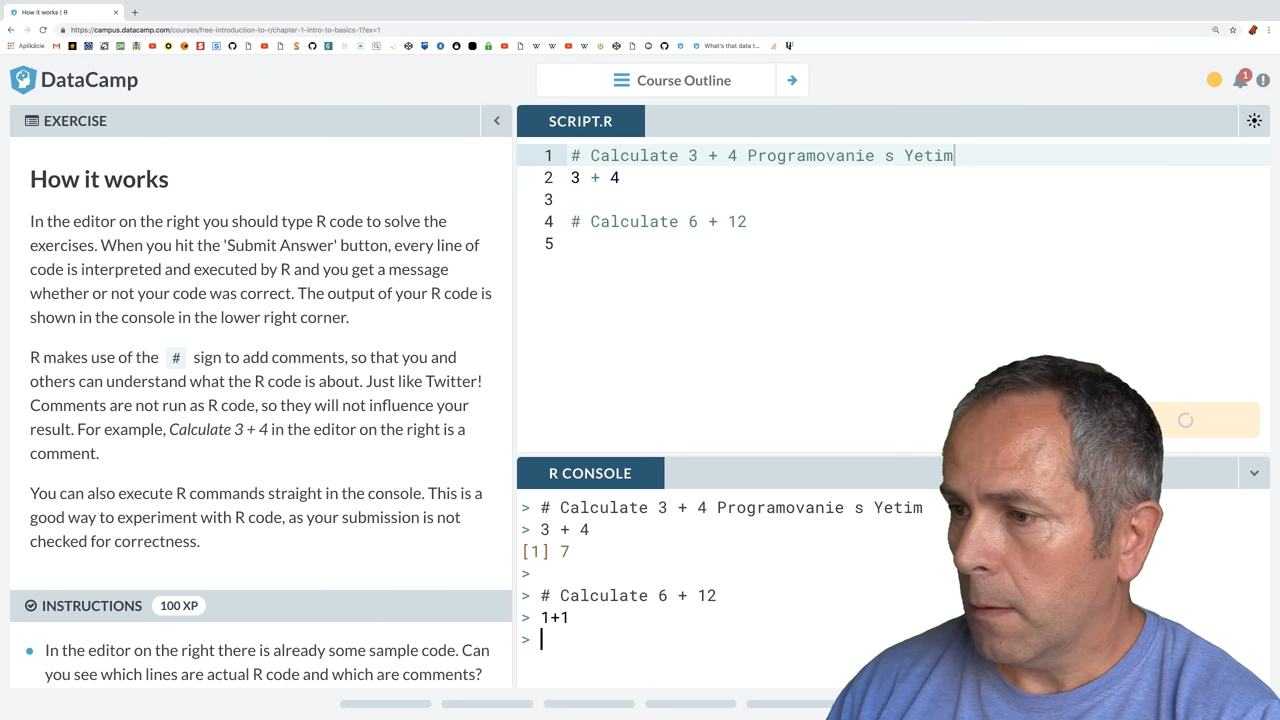 How it works
https://campus.datacamp.com/courses/free-introduction-to-r/chapter-1-intro-to-basics-1?ex=1
Aplikácie
What's that data t...
DataCamp
Course Outline
1
EXERCISE
SCRIPT.R
How it works
In the editor on the right you should type R code to solve the
exercises. When you hit the 'Submit Answer' button, every line of
code is interpreted and executed by R and you get a message
whether or not your code was correct. The output of your R code is
shown in the console in the lower right corner.
R makes use of the # sign to add comments, so that you and
others can understand what the R code is about. Just like Twitter!
Comments are not run as R code, so they will not influence your
result. For example, Calculate 3 + 4 in the editor on the right is a
comment.
You can also execute R commands straight in the console. This is a
good way to experiment with R code, as your submission is not
checked for correctness.
INSTRUCTIONS 100 XP
In the editor on the right there is already some sample code. Can
you see which lines are actual R code and which are comments?
1 # Calculate 3 + 4 Programovanie s Yetim
2 3 + 4
3
4 # Calculate 6 + 12
5
R CONSOLE
> # Calculate 3 + 4 Programovanie s Yetim
> 3 + 4
[1] 7
>
> # Calculate 6 + 12
> 1+1
>